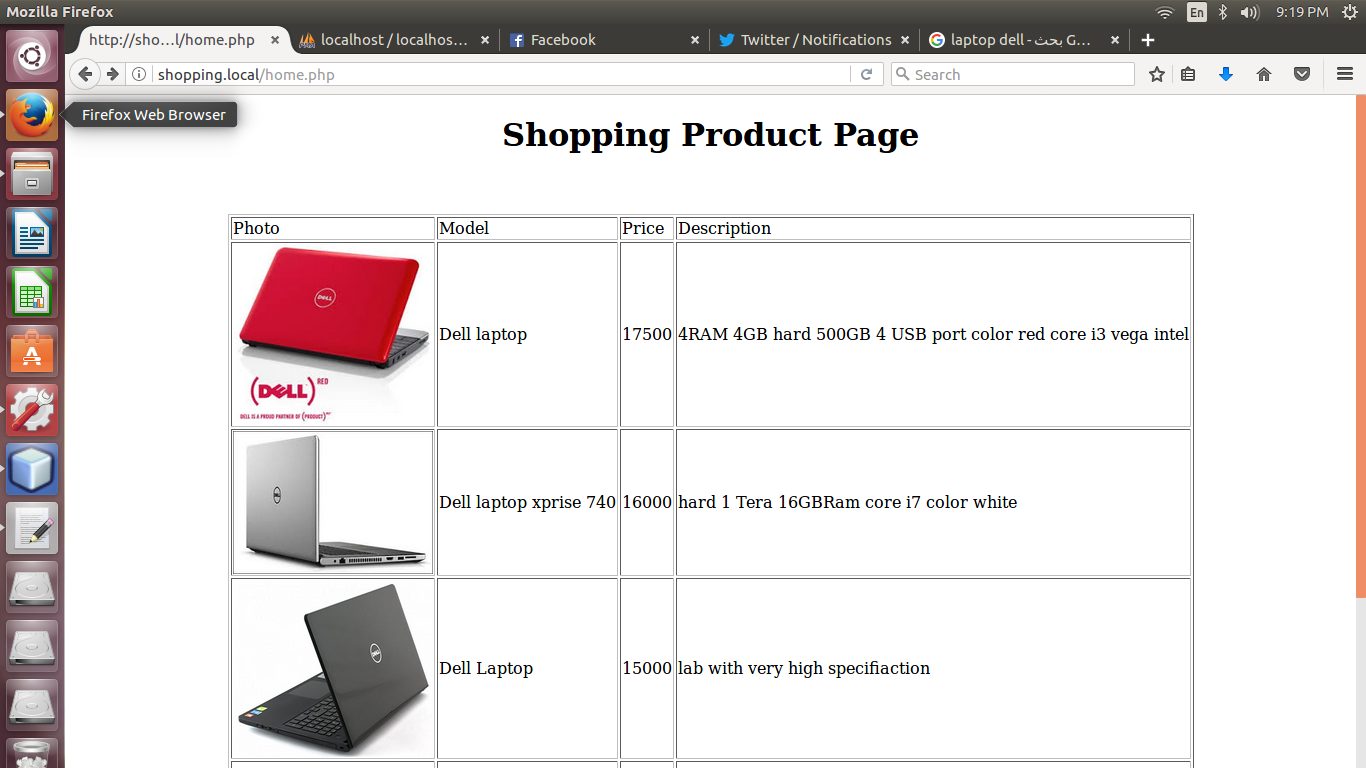 Mozilla Firefox
En
9:19 PM
http://sho…l/home.php
localhost / localhos…
Facebook
Twitter / Notifications
laptop dell - بحث G…
shopping.local/home.php
Search
Firefox Web Browser
Shopping Product Page
Photo Model Price Description
DELL
(DELL) RED
DELL IS A PROUD PARTNER OF (PRODUCT)RED
Dell laptop 17500 4RAM 4GB hard 500GB 4 USB port color red core i3 vega intel
DELL
Dell laptop xprise 740 16000 hard 1 Tera 16GBRam core i7 color white
DELL
Dell Laptop 15000 lab with very high specifiaction